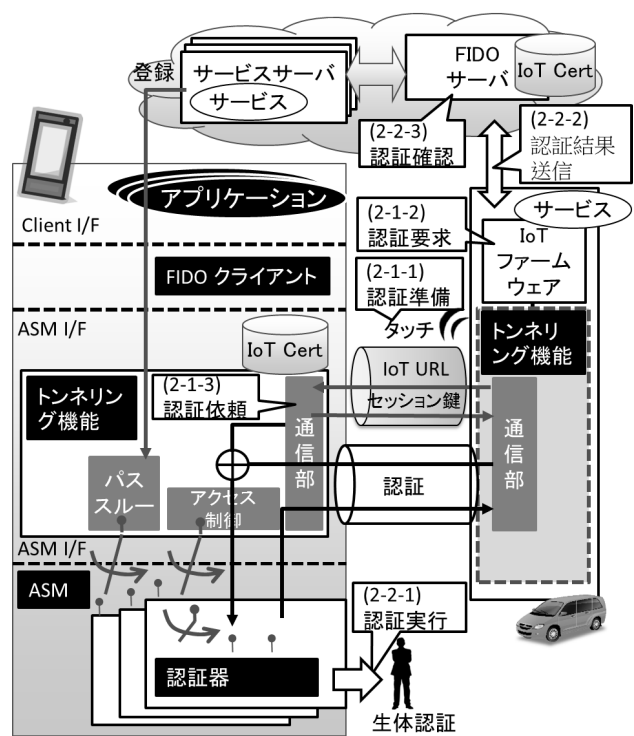 登録
サービスサーバ
サービス
FIDO
サーバ
IoT Cert
(2-2-3)
認証確認
(2-2-2)
認証結果
送信
アプリケーション
Client I/F
(2-1-2)
認証要求
サービス
IoT
ファーム
ウェア
FIDO クライアント
(2-1-1)
認証準備
タッチ
ASM I/F
IoT Cert
トンネリ
ング機能
(2-1-3)
認証依頼
IoT URL
セッション鍵
トンネリン
グ機能
通
信
部
通
信
部
パス
スルー
アクセス
制御
認証
ASM I/F
ASM
(2-2-1)
認証実行
認証器
生体認証